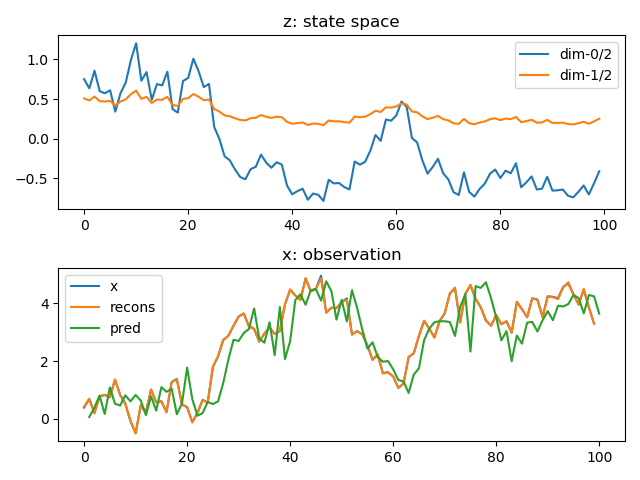 z: state space
1.0
0.5
0.0
−0.5
dim-0/2
dim-1/2
0 20 40 60 80 100
x: observation
4
2
0
x
recons
pred
0 20 40 60 80 100